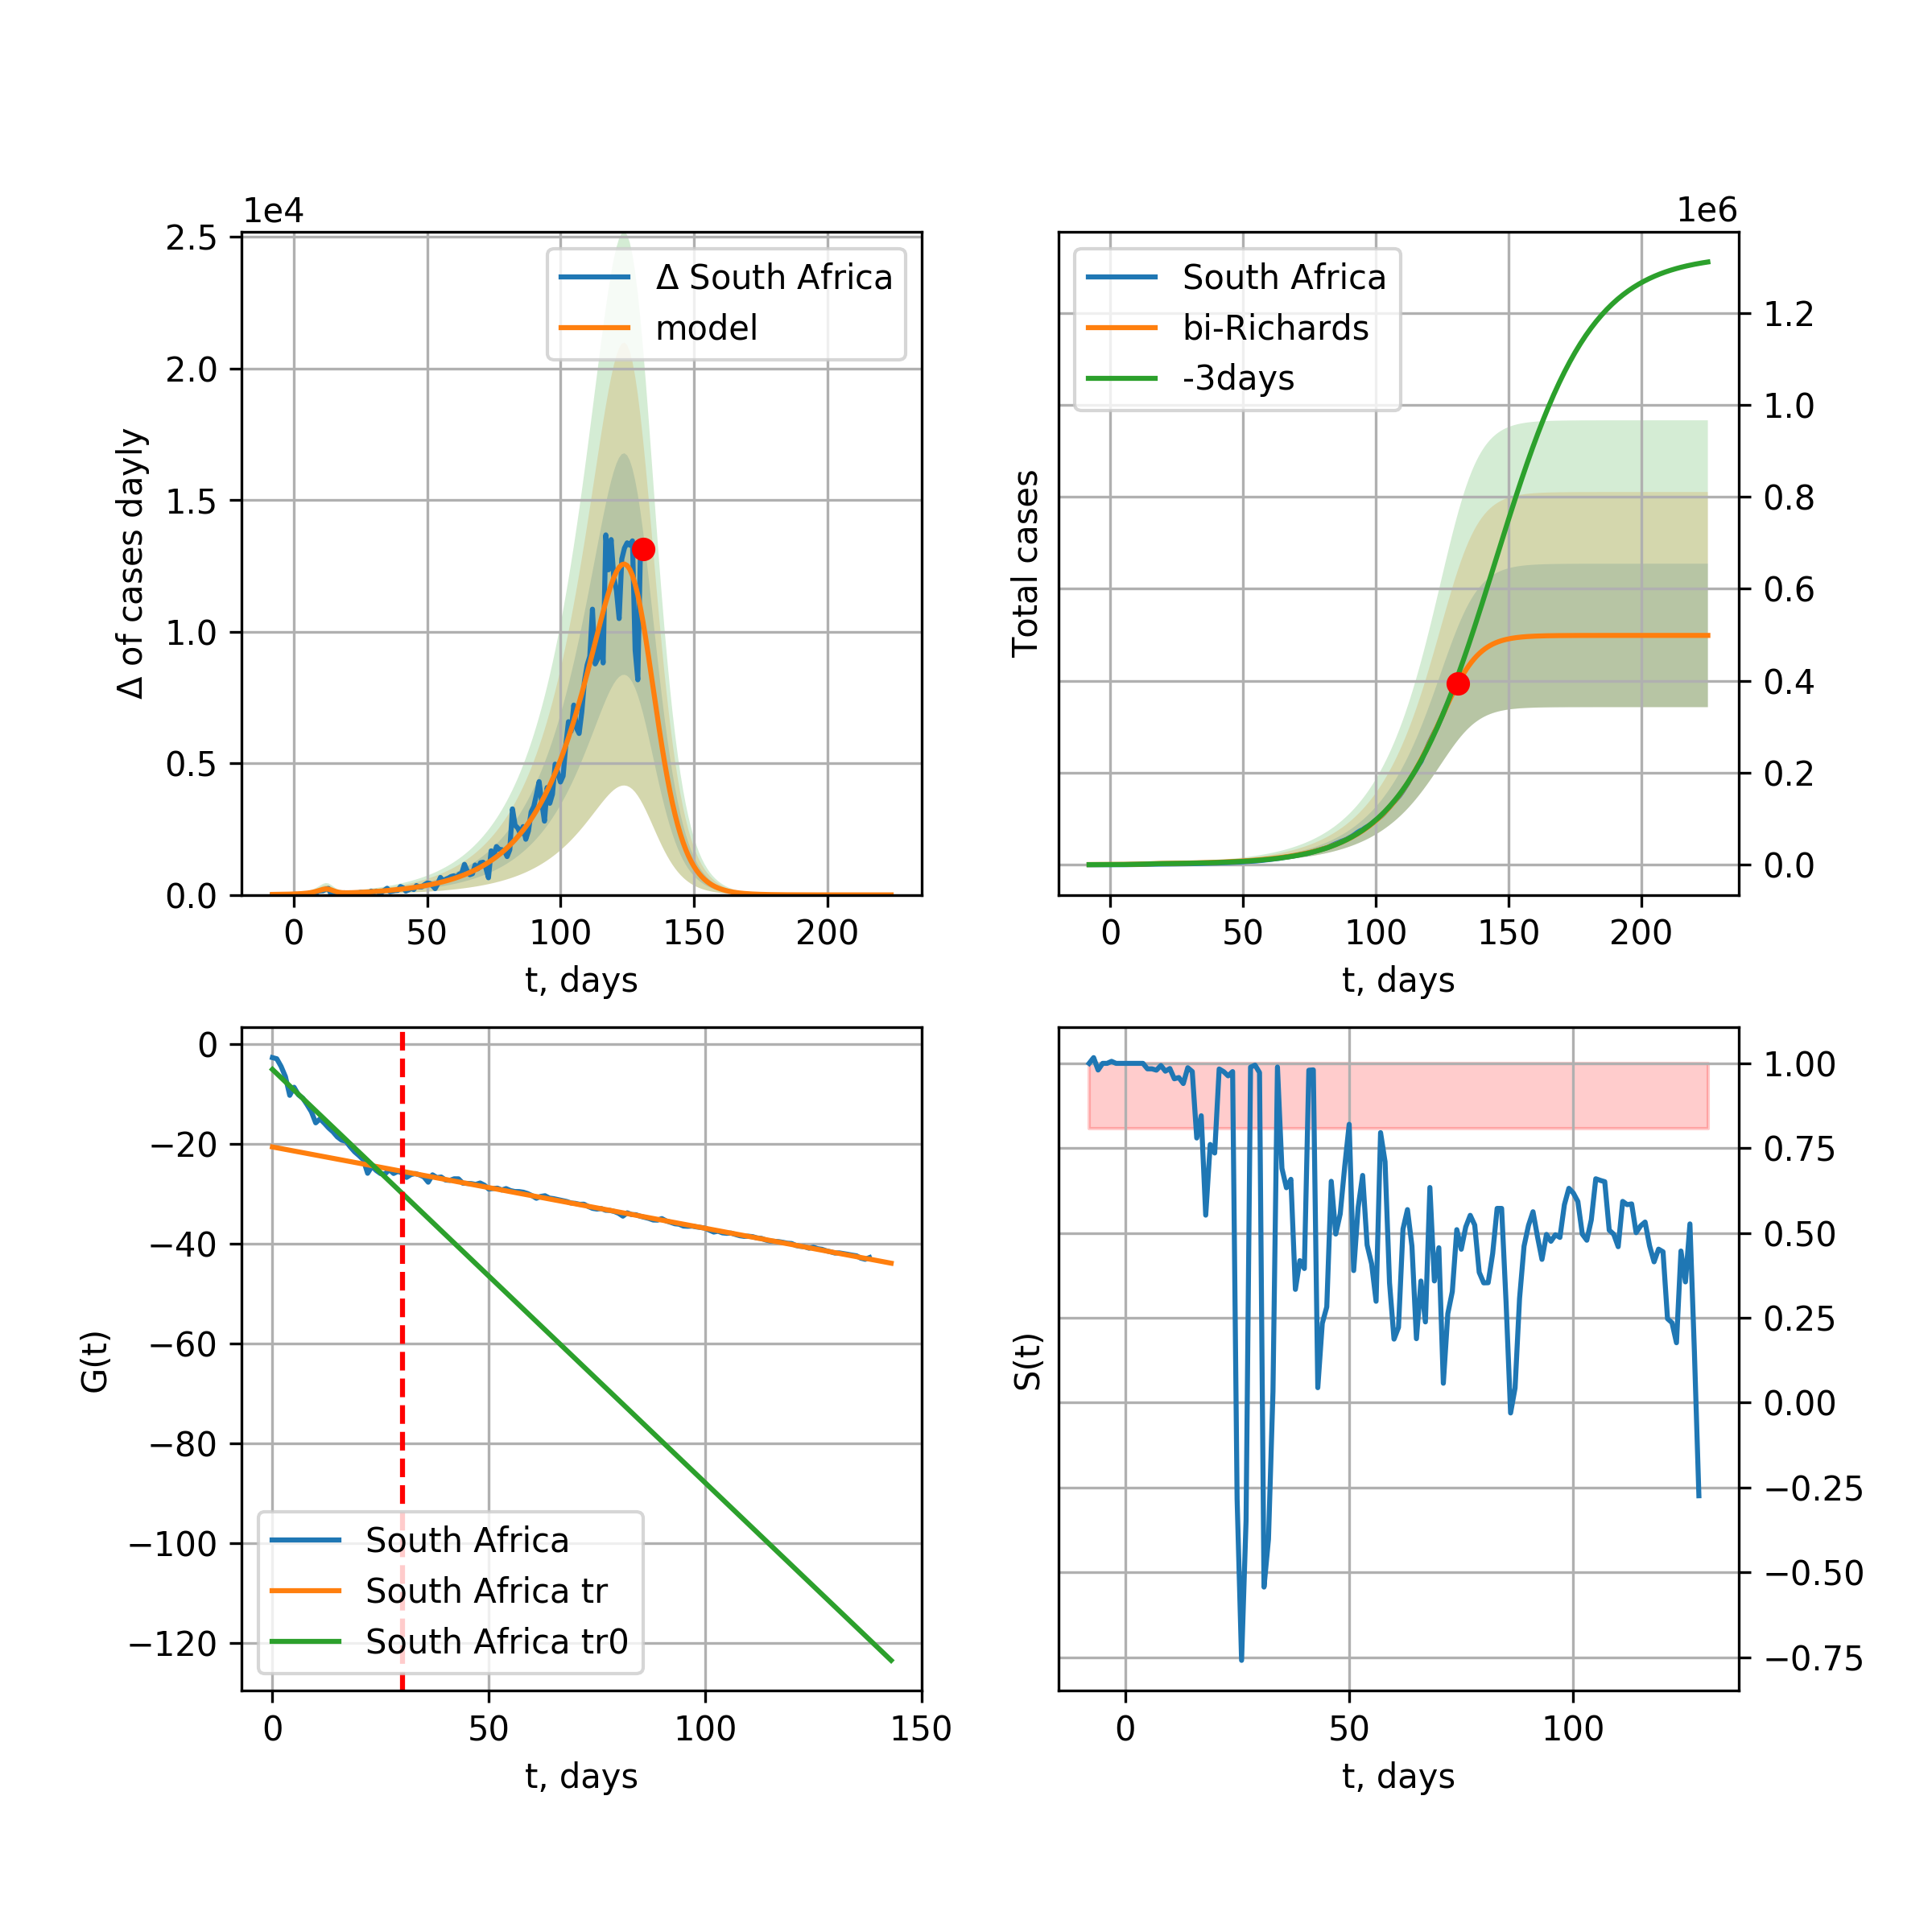 1e4
2.5
2.0
1.5
1.0
0.5
0.0
Δ of cases dayly
Δ South Africa
model
0 50 100 150 200
t, days
1e6
Total cases
South Africa
bi-Richards
-3days
1.2
1.0
0.8
0.6
0.4
0.2
0.0
0 50 100 150 200
t, days
0
−20
−40
−60
−80
−100
−120
G(t)
South Africa
South Africa tr
South Africa tr0
0 50 100 150
t, days
S(t)
1.00
0.75
0.50
0.25
0.00
−0.25
−0.50
−0.75
0 50 100
t, days